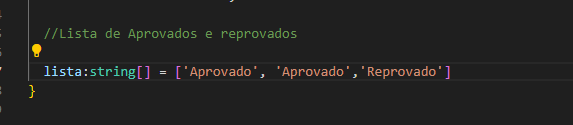 //Lista de Aprovados e reprovados
lista:string[] = ['Aprovado', 'Aprovado','Reprovado']
}